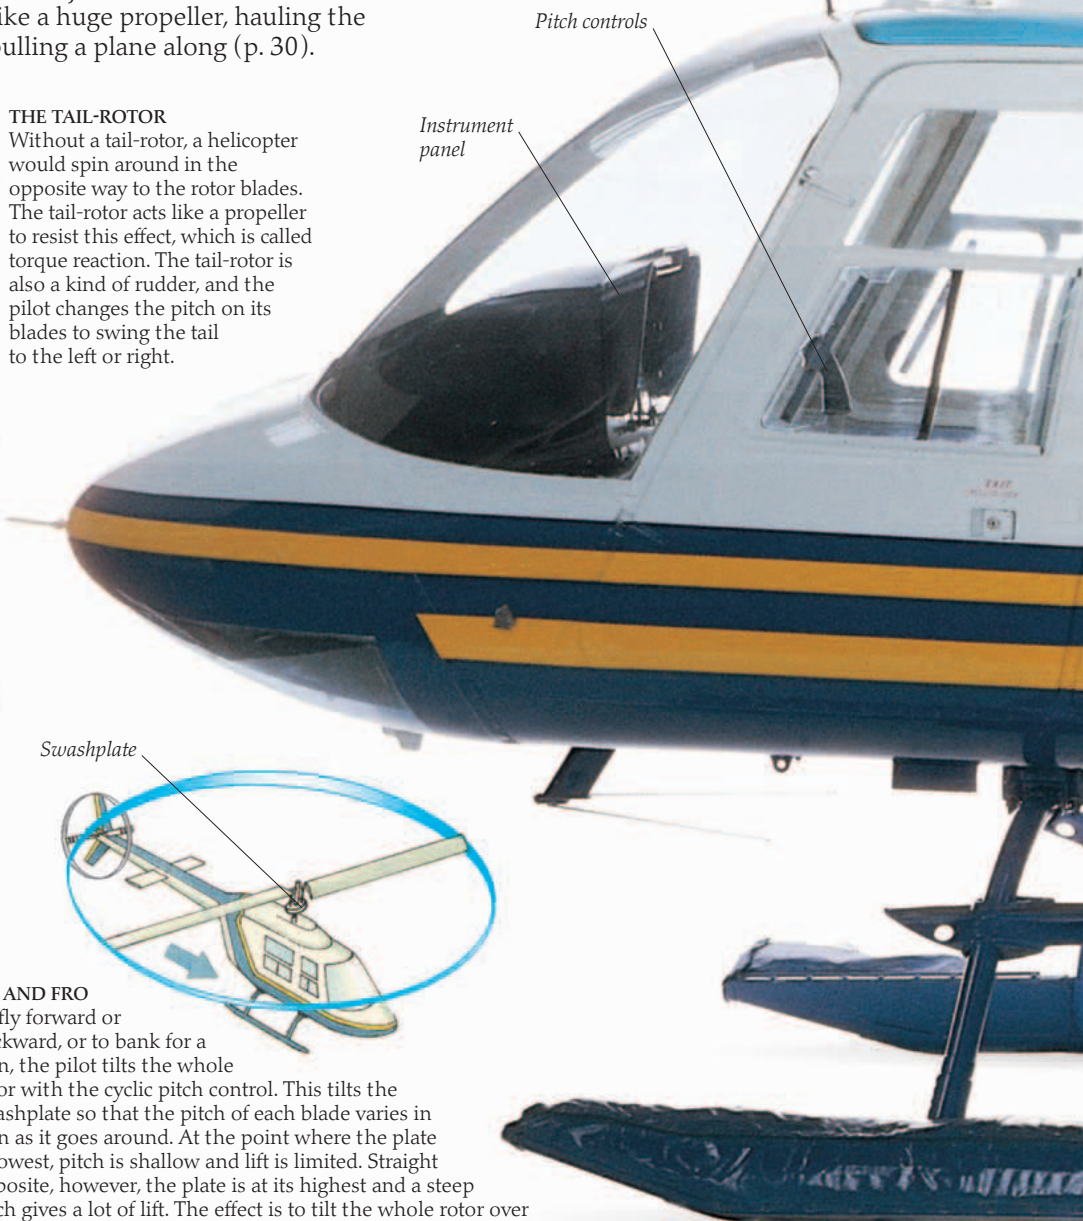 ike a huge propeller, hauling the
pulling a plane along (p. 30).
Pitch controls
Instrument
panel
THE TAIL-ROTOR
Without a tail-rotor, a helicopter
would spin around in the
opposite way to the rotor blades.
The tail-rotor acts like a propeller
to resist this effect, which is called
torque reaction. The tail-rotor is
also a kind of rudder, and the
pilot changes the pitch on its
blades to swing the tail
to the left or right.
Swashplate
AND FRO
fly forward or
ckward, or to bank for a
n, the pilot tilts the whole
or with the cyclic pitch control. This tilts the
ashplate so that the pitch of each blade varies in
n as it goes around. At the point where the plate
owest, pitch is shallow and lift is limited. Straight
posite, however, the plate is at its highest and a steep
ch gives a lot of lift. The effect is to tilt the whole rotor over